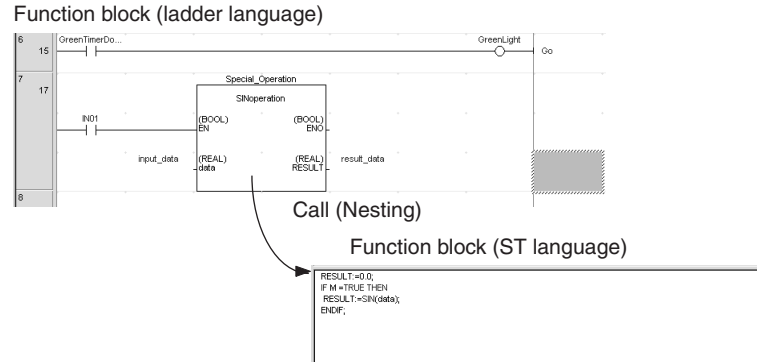 Function block (ladder language)
6
15
GreenTimerDo...
GreenLight
Go
7
17
Special_Operation
SINoperation
IN01
(BOOL)
EN
(BOOL)
ENO
input_data
(REAL)
data
(REAL)
RESULT
result_data
8
Call (Nesting)
Function block (ST language)
RESULT:=0.0;
IF M =TRUE THEN
RESULT:=SIN(data);
ENDIF;